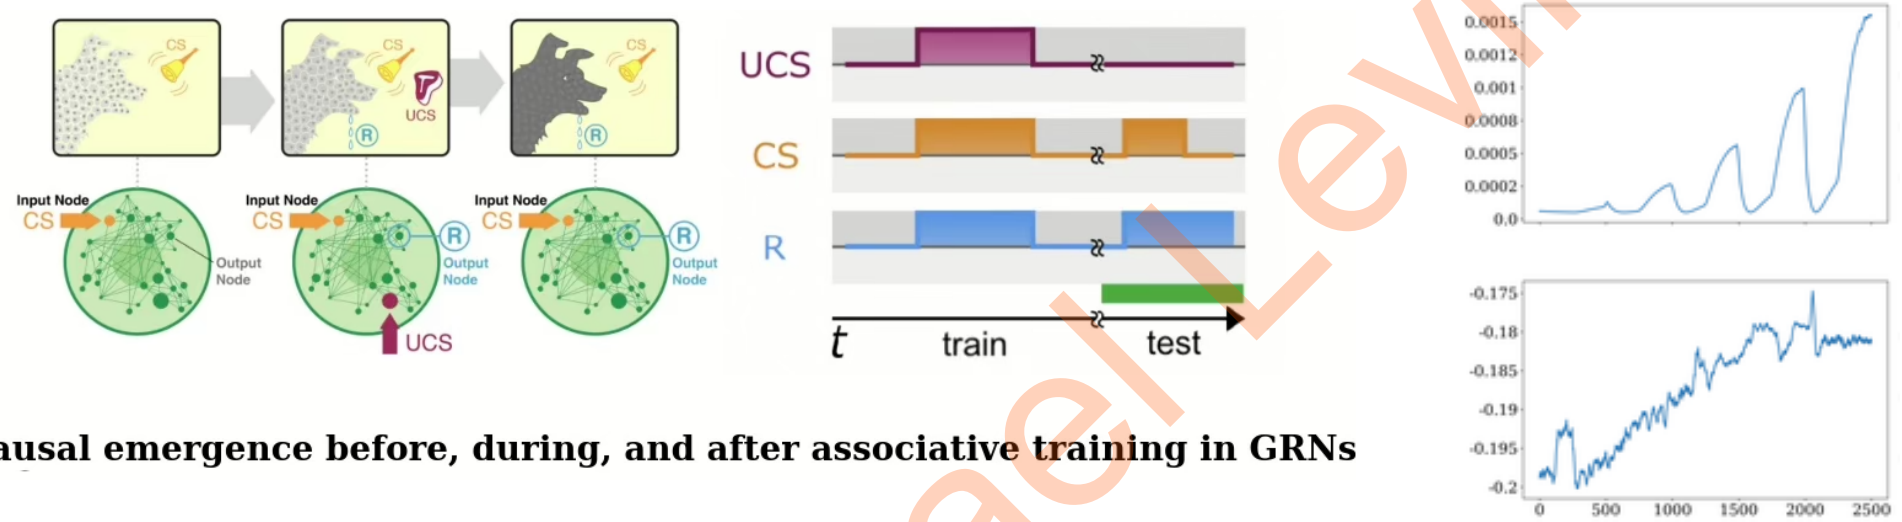 CS
CS
UCS
R
CS
R
Input Node
CS
Output
Node
Input Node
CS
R
Output
Node
UCS
Input Node
CS
R
Output
Node
UCS
CS
R
t
train
test
0.0015
0.0012
0.001
0.0008
0.0005
0.0002
0.0
-0.175
-0.18
-0.185
-0.19
-0.195
-0.2
0
500
1000
1500
2000
2500
ausal emergence before, during, and after associative training in GRNs
ael Levin